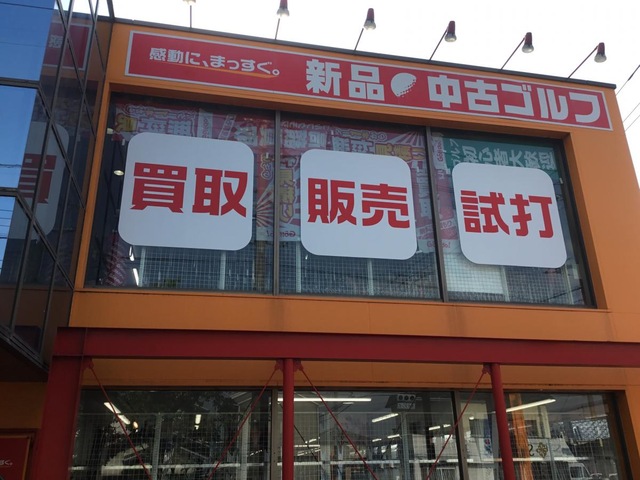 感動に、まっすぐ。
新品 中古ゴルフ
買取
販売
試打